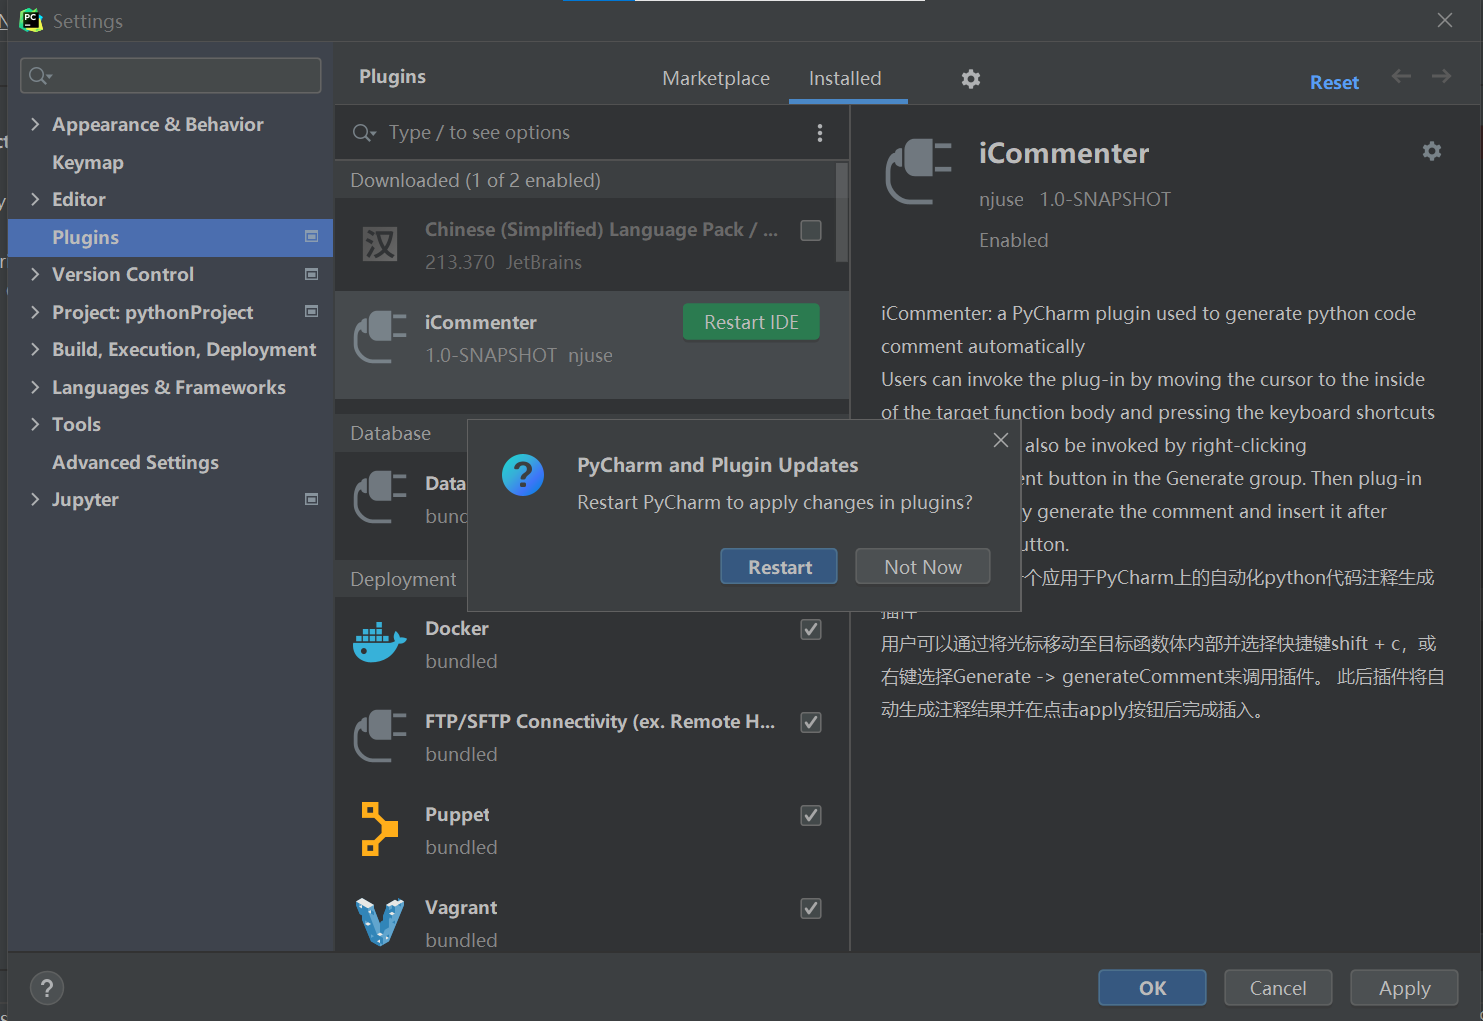 PC
Settings
Appearance & Behavior
Keymap
Editor
Plugins
Version Control
Project: pythonProject
Build, Execution, Deployment
Languages & Frameworks
Tools
Advanced Settings
Jupyter
Plugins
Marketplace
Installed
Reset
Type / to see options
Downloaded (1 of 2 enabled)
汉
Chinese (Simplified) Language Pack / ...
213.370 JetBrains
iCommenter
1.0-SNAPSHOT njuse
Restart IDE
Database
Data
bund
Deployment
Docker
bundled
FTP/SFTP Connectivity (ex. Remote H...
bundled
Puppet
bundled
Vagrant
bundled
PyCharm and Plugin Updates
Restart PyCharm to apply changes in plugins?
Restart
Not Now
iCommenter
njuse 1.0-SNAPSHOT
Enabled
iCommenter: a PyCharm plugin used to generate python code
comment automatically
Users can invoke the plug-in by moving the cursor to the inside
of the target function body and pressing the keyboard shortcuts
also be invoked by right-clicking
nt button in the Generate group. Then plug-in
y generate the comment and insert it after
utton.
个应用于PyCharm上的自动化python代码注释生成
插件
用户可以通过将光标移动至目标函数体内部并选择快捷键shift + c，或
右键选择Generate -> generateComment来调用插件。 此后插件将自
动生成注释结果并在点击apply按钮后完成插入。
?
OK
Cancel
Apply